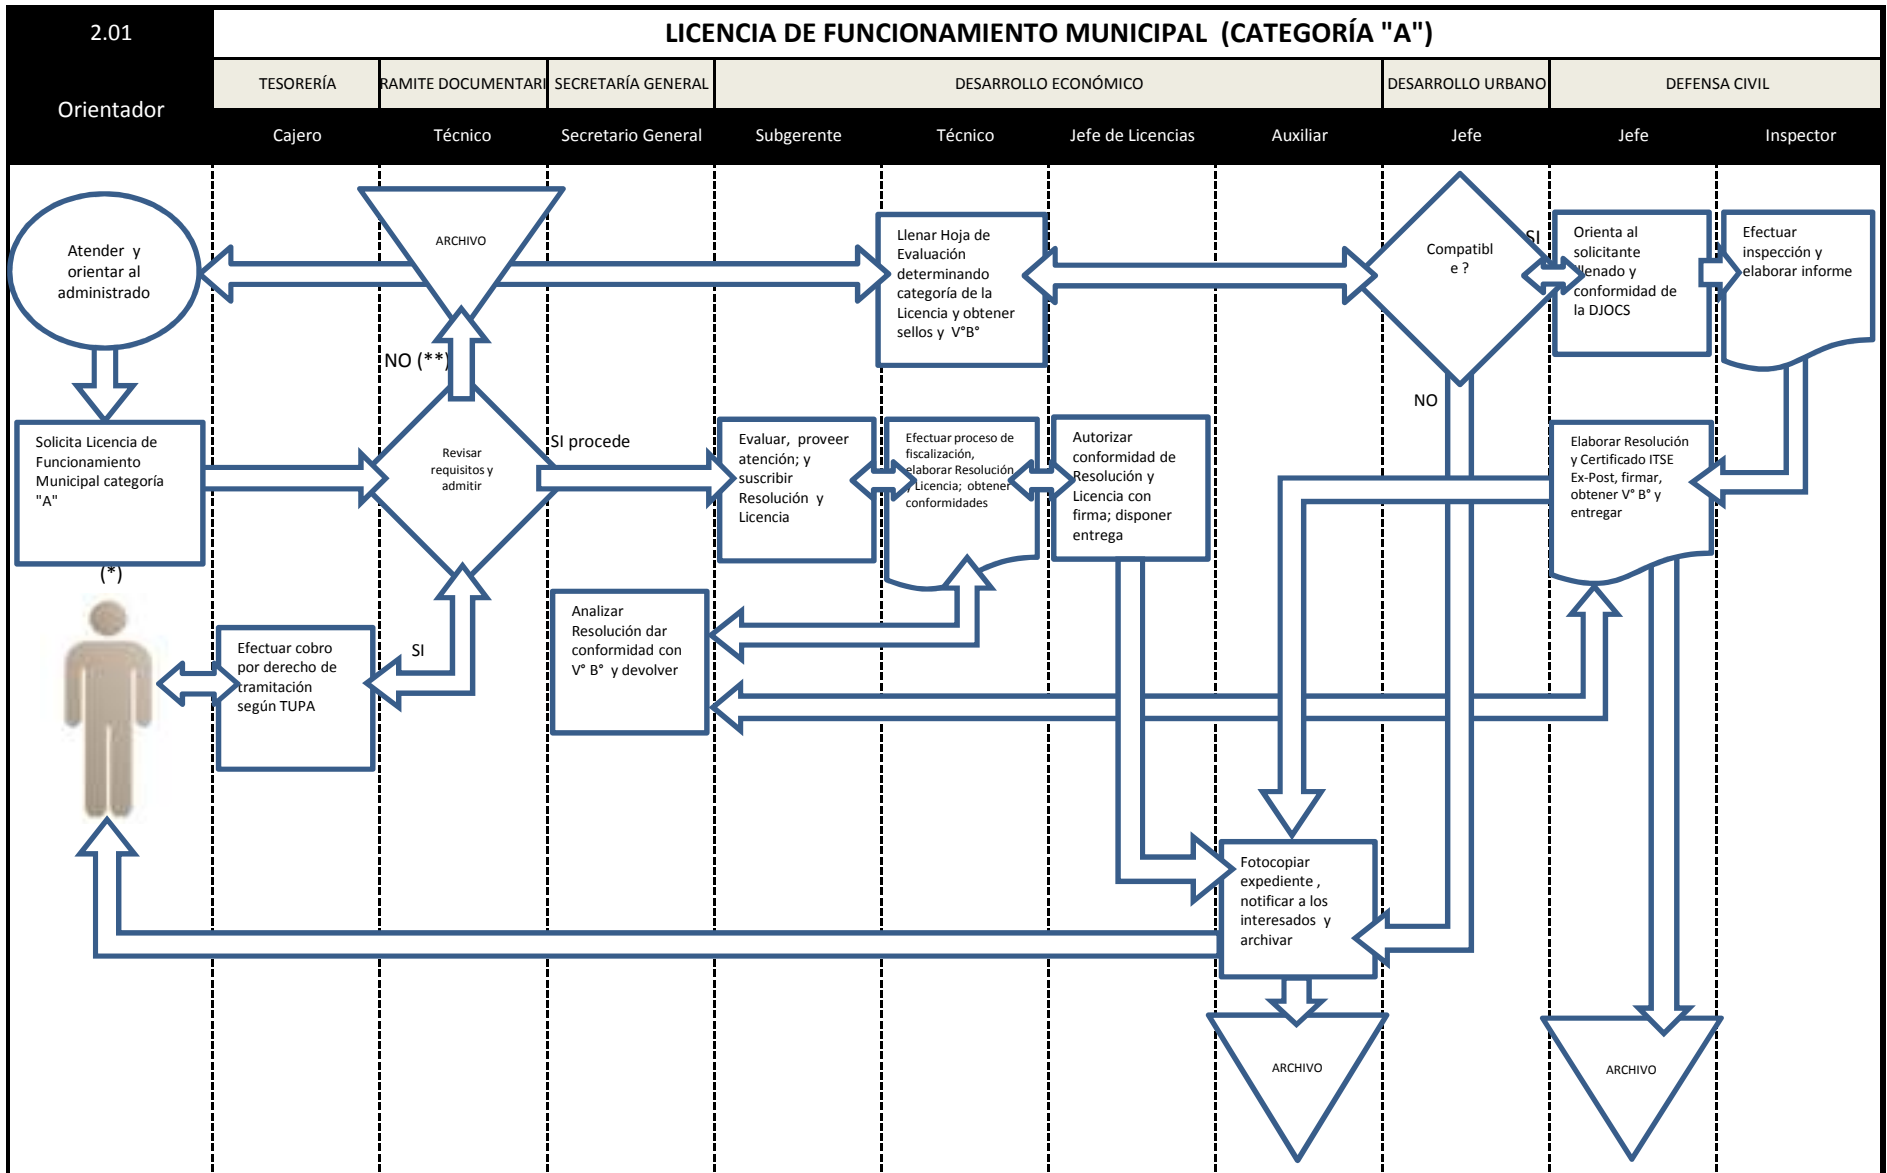 2.01
LICENCIA DE FUNCIONAMIENTO MUNICIPAL (CATEGORÍA "A")
Orientador
TESORERÍA
RAMITE DOCUMENTARI
SECRETARÍA GENERAL
DESARROLLO ECONÓMICO
DESARROLLO URBANO
DEFENSA CIVIL
Cajero
Técnico
Secretario General
Subgerente
Técnico
Jefe de Licencias
Auxiliar
Jefe
Jefe
Inspector
Atender y
orientar al
administrado
ARCHIVO
Llenar Hoja de
Evaluación
determinando
categoría de la
Licencia y obtener
sellos y V°B°
Compatibl
e ?
SI
Orienta al
solicitante
llenado y
conformidad de
la DJOCS
Efectuar
inspección y
elaborar informe
NO (**)
NO
Solicita Licencia de
Funcionamiento
Municipal categoría
"A"
(*)
Revisar
requisitos y
admitir
SI procede
Evaluar, proveer
atención; y
suscribir
Resolución y
Licencia
Efectuar proceso de
fiscalización,
elaborar Resolución
y Licencia; obtener
conformidades
Autorizar
conformidad de
Resolución y
Licencia con
firma; disponer
entrega
Elaborar Resolución
y Certificado ITSE
Ex-Post, firmar,
obtener V° B° y
entregar
Efectuar cobro
por derecho de
tramitación
según TUPA
SI
Analizar
Resolución dar
conformidad con
V° B° y devolver
Fotocopiar
expediente ,
notificar a los
interesados y
archivar
ARCHIVO
ARCHIVO